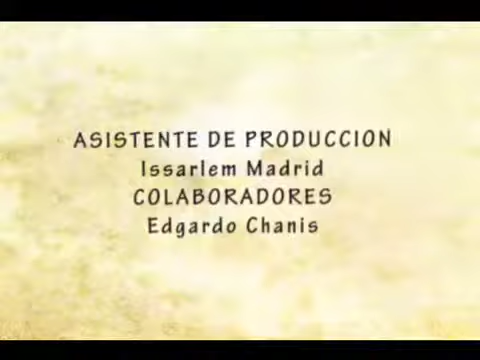 ASISTENTE DE PRODUCCION
Issarlem Madrid
COLABORADORES
Edgardo Chanis